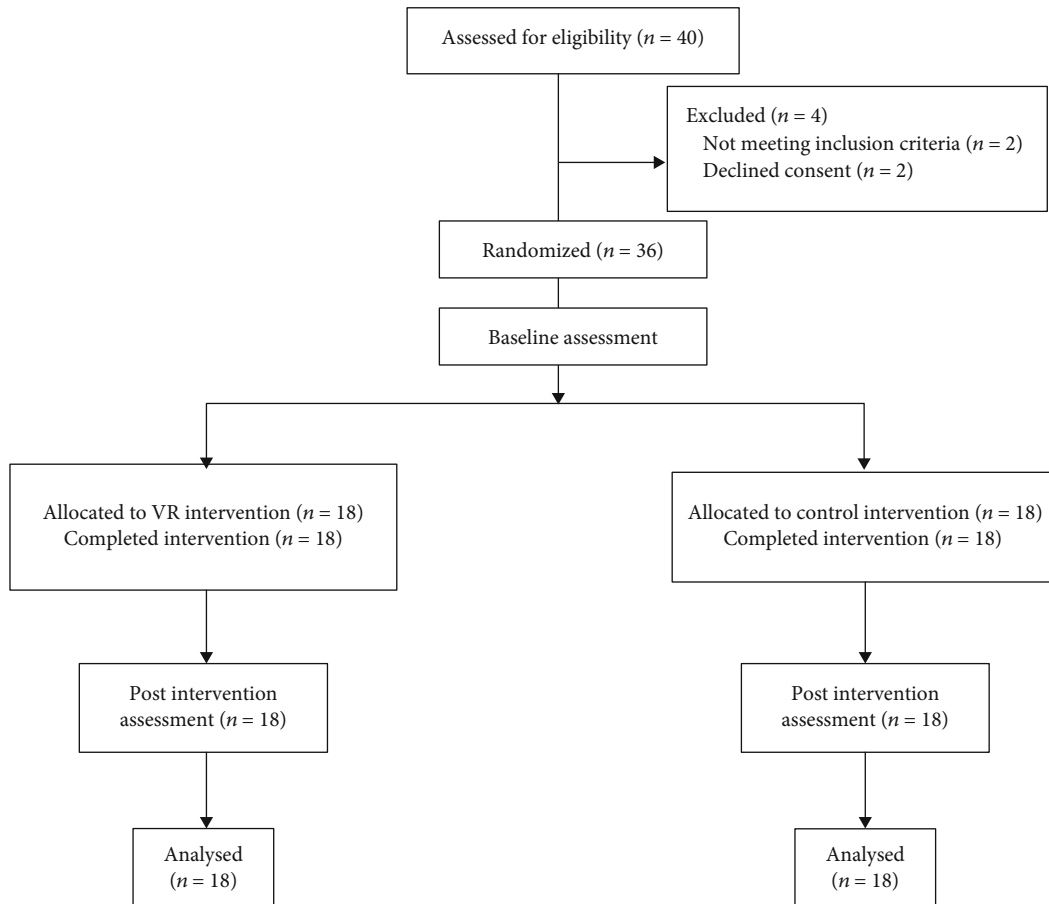 Assessed for eligibility (n = 40)
Excluded (n = 4)
Not meeting inclusion criteria (n = 2)
Declined consent (n = 2)
Randomized (n = 36)
Baseline assessment
Allocated to VR intervention (n = 18)
Completed intervention (n = 18)
Allocated to control intervention (n = 18)
Completed intervention (n = 18)
Post intervention
assessment (n = 18)
Post intervention
assessment (n = 18)
Analysed
(n = 18)
Analysed
(n = 18)